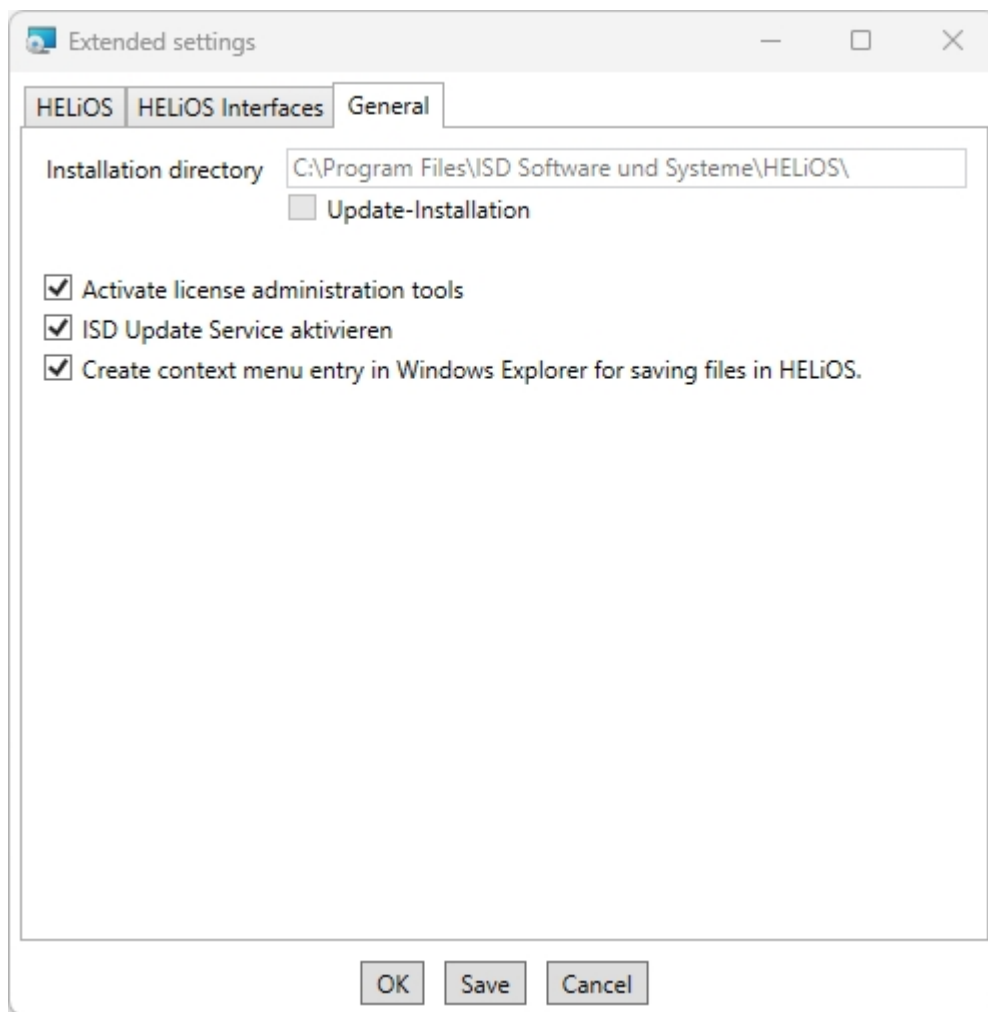 Extended settings
HELiOS HELiOS Interfaces General
Installation directory C:\Program Files\ISD Software und Systeme\HELiOS\
Update-Installation
Activate license administration tools
ISD Update Service aktivieren
Create context menu entry in Windows Explorer for saving files in HELiOS.
OK Save Cancel